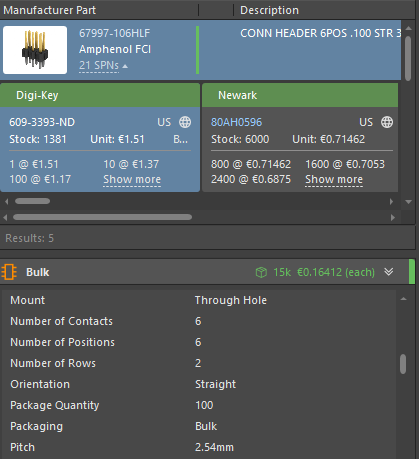 Manufacturer Part Description
67997-106HLF CONN HEADER 6POS .100 STR 3
Amphenol FCI
21 SPNs
Digi-Key Newark
609-3393-ND US 80AH0596 US
Stock: 1381 Unit: €1.51 B... Stock: 6000 Unit: €0.71462
1 @ €1.51 10 @ €1.37 800 @ €0.71462 1600 @ €0.7053
100 @ €1.17 Show more 2400 @ €0.6875 Show more
Results: 5
Bulk 15k €0.16412 (each)
Mount Through Hole
Number of Contacts 6
Number of Positions 6
Number of Rows 2
Orientation Straight
Package Quantity 100
Packaging Bulk
Pitch 2.54mm